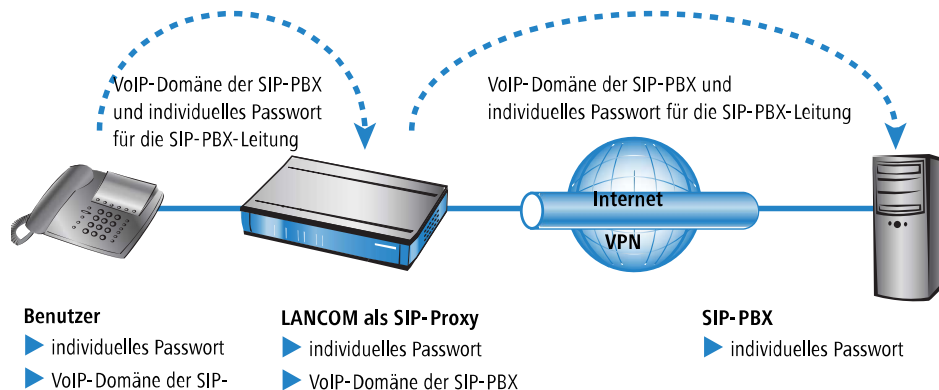 VoIP-Domäne der SIP-PBX
und individuelles Passwort
für die SIP-PBX-Leitung
VoIP-Domäne der SIP-PBX und
individuelles Passwort für die SIP-PBX-Leitung
Internet
VPN
Benutzer
individuelles Passwort
VoIP-Domäne der SIP-
LANCOM als SIP-Proxy
individuelles Passwort
VoIP-Domäne der SIP-PBX
SIP-PBX
individuelles Passwort